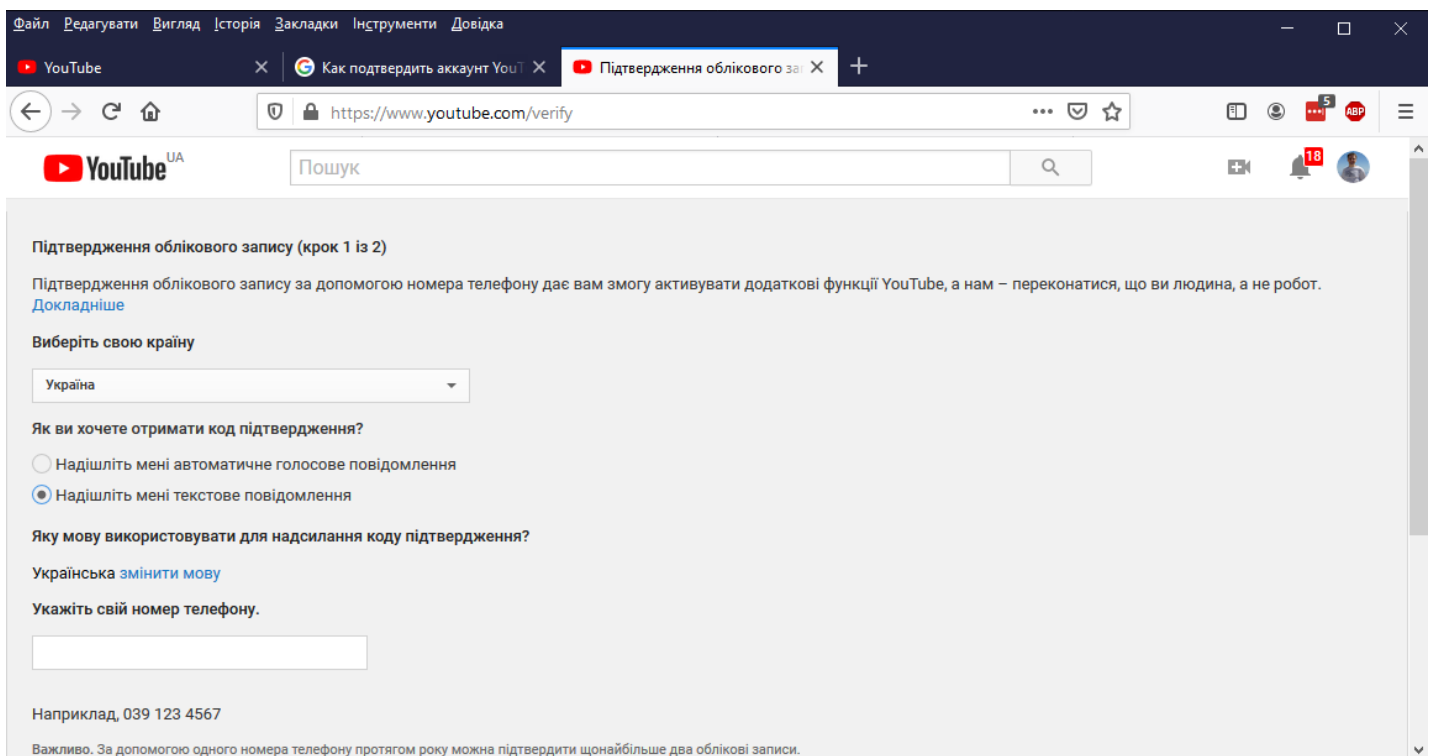 Файл Редагувати Вигляд Історія Закладки Інструменти Довідка
YouTube
Как подтвердить аккаунт YouT
Підтвердження облікового за
https://www.youtube.com/verify
5
ABP
YouTube UA
Пошук
18
Підтвердження облікового запису (крок 1 із 2)
Підтвердження облікового запису за допомогою номера телефону дає вам змогу активувати додаткові функції YouTube, а нам – переконатися, що ви людина, а не робот.
Докладніше
Виберіть свою країну
Україна
Як ви хочете отримати код підтвердження?
Надішліть мені автоматичне голосове повідомлення
Надішліть мені текстове повідомлення
Яку мову використовувати для надсилання коду підтвердження?
Українська змінити мову
Укажіть свій номер телефону.
Наприклад, 039 123 4567
Важливо. За допомогою одного номера телефону протягом року можна підтвердити щонайбільше два облікові записи.